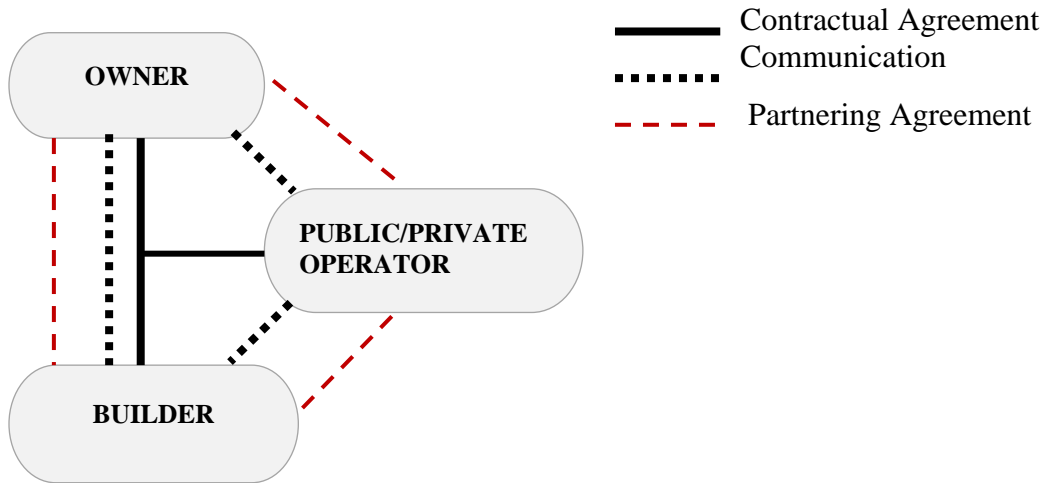 OWNER
PUBLIC/PRIVATE
OPERATOR
BUILDER
Contractual Agreement
Communication
Partnering Agreement